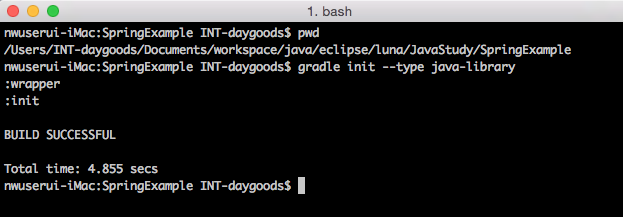 1. bash
nwuserui-iMac:SpringExample INT-daygoods$ pwd
/Users/INT-daygoods/Documents/workspace/java/eclipse/luna/JavaStudy/SpringExample
nwuserui-iMac:SpringExample INT-daygoods$ gradle init --type java-library
:wrapper
:init
BUILD SUCCESSFUL
Total time: 4.855 secs
nwuserui-iMac:SpringExample INT-daygoods$